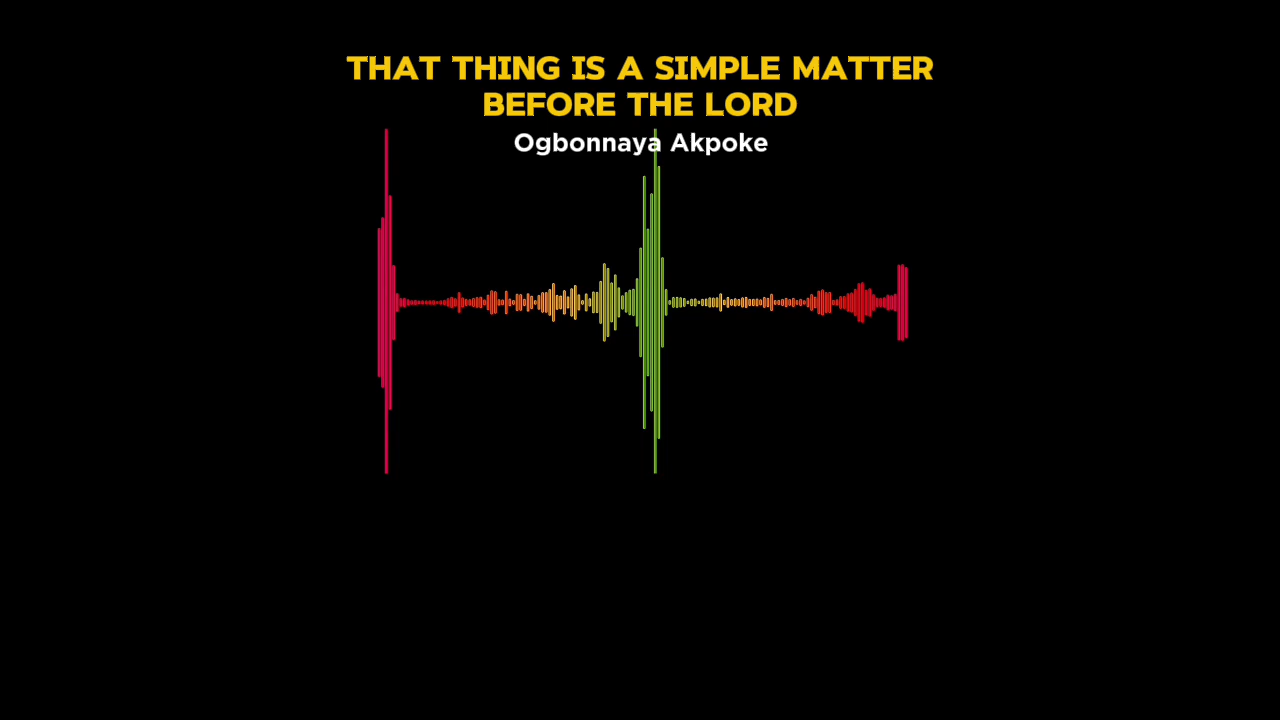 THAT THING IS A SIMPLE MATTER
BEFORE THE LORD
Ogbonnaya Akpoke